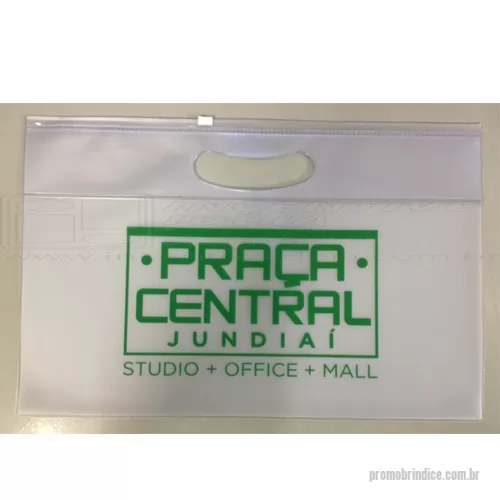 • PRAÇA •
CENTRAL
JUNDIAÍ
STUDIO + OFFICE + MALL
promobrindice.com.br